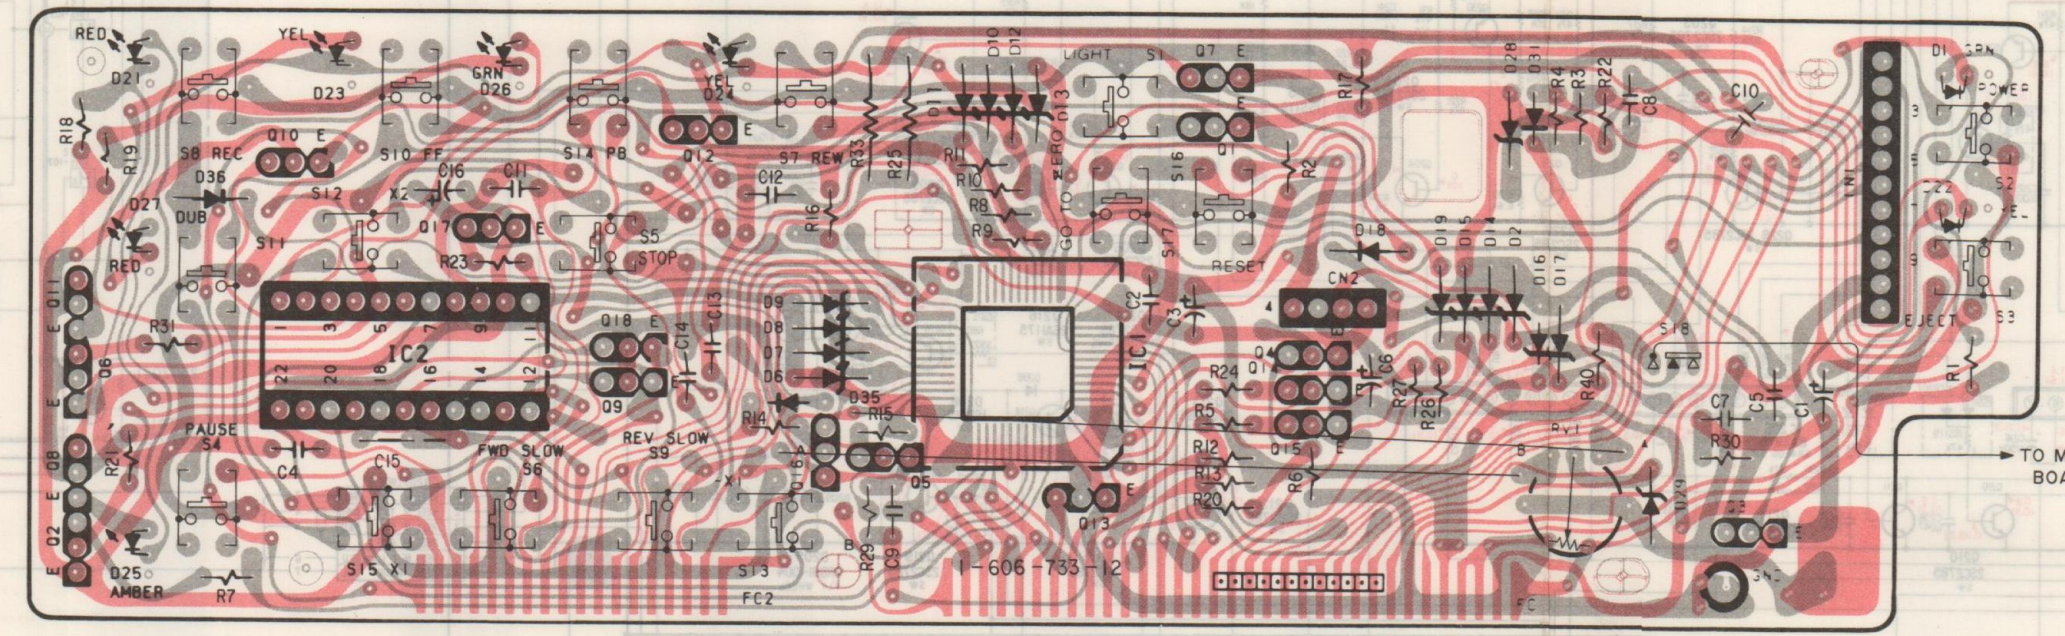 RED
D21
YEL
D23
GRN
D26
YEL
D24
D10
D12
D11
D13
LIGHT
S1
Q7
E
R17
D28
D31
R4
R3
R22
C8
C10
D1
GRN
POWER
R18
R19
S8 REC
Q10 E
S10 FF
S14 PB
Q12
E
S7 REW
R33
R25
R11
R10
R8
R9
ZERO
GO TO
E
Q1
R2
S16
S17
RESET
S2
D36
DUB
D27
RED
S12
X2
C16
C11
C12
R16
S11
Q17
E
R23
S5
STOP
D18
D19
D15
D14
D2
D16
D17
CN1
D22
YEL
EJECT
S3
Q11
E
Q6
E
R31
1
3
5
7
9
11
IC2
22
20
18
16
14
12
Q18 E
Q9
E
C14
C13
D9
D8
D7
D6
D35
R14
R15
IC1
C2
C3
CN2
Q4
C6
R24
R5
R12
R13
R20
Q15
E
R27
R26
R40
S18
R1
C7
C5
C1
R30
RV1
B
A
TO M
BOA
Q8
E
Q2
E
R21
PAUSE
S4
C4
C15
FWD SLOW
S6
REV SLOW
S9
-X1
A
Q5
R6
Q13
E
D29
E
D25
AMBER
R7
S15 X1
S13
FC2
B
R29
C9
1-606-733-12
FC
GND